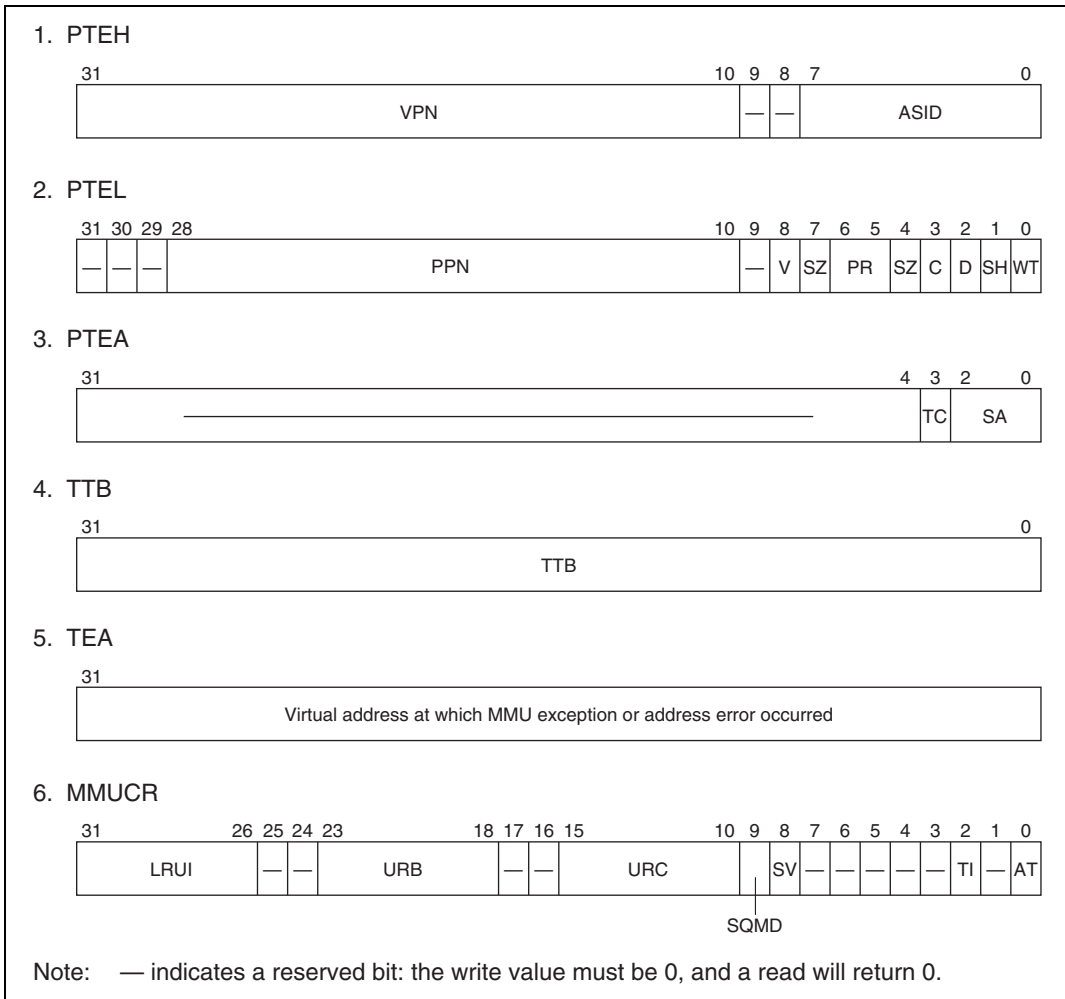 1. PTEH
31 10 9 8 7 0
VPN — — ASID
2. PTEL
31 30 29 28 10 9 8 7 6 5 4 3 2 1 0
— — — PPN — V SZ PR SZ C D SH WT
3. PTEA
31 4 3 2 0
— TC SA
4. TTB
31 0
TTB
5. TEA
31
Virtual address at which MMU exception or address error occurred
6. MMUCR
31 26 25 24 23 18 17 16 15 10 9 8 7 6 5 4 3 2 1 0
LRUI — — URB — — URC SV — — — — — TI — AT
SQMD
Note: — indicates a reserved bit: the write value must be 0, and a read will return 0.